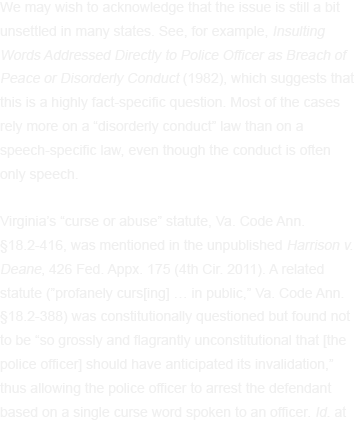 We may wish to acknowledge that the issue is still a bit
unsettled in many states. See, for example, Insulting
Words Addressed Directly to Police Officer as Breach of
Peace or Disorderly Conduct (1982), which suggests that
this is a highly fact-specific question. Most of the cases
rely more on a "disorderly conduct" law than on a
speech-specific law, even though the conduct is often
only speech.
Virginia's "curse or abuse" statute, Va. Code Ann.
§18.2-416, was mentioned in the unpublished Harrison v.
Deane, 426 Fed. Appx. 175 (4th Cir. 2011). A related
statute ("profanely curs[ing] … in public," Va. Code Ann.
§18.2-388) was constitutionally questioned but found not
to be "so grossly and flagrantly unconstitutional that [the
police officer] should have anticipated its invalidation,"
thus allowing the police officer to arrest the defendant
based on a single curse word spoken to an officer. Id. at